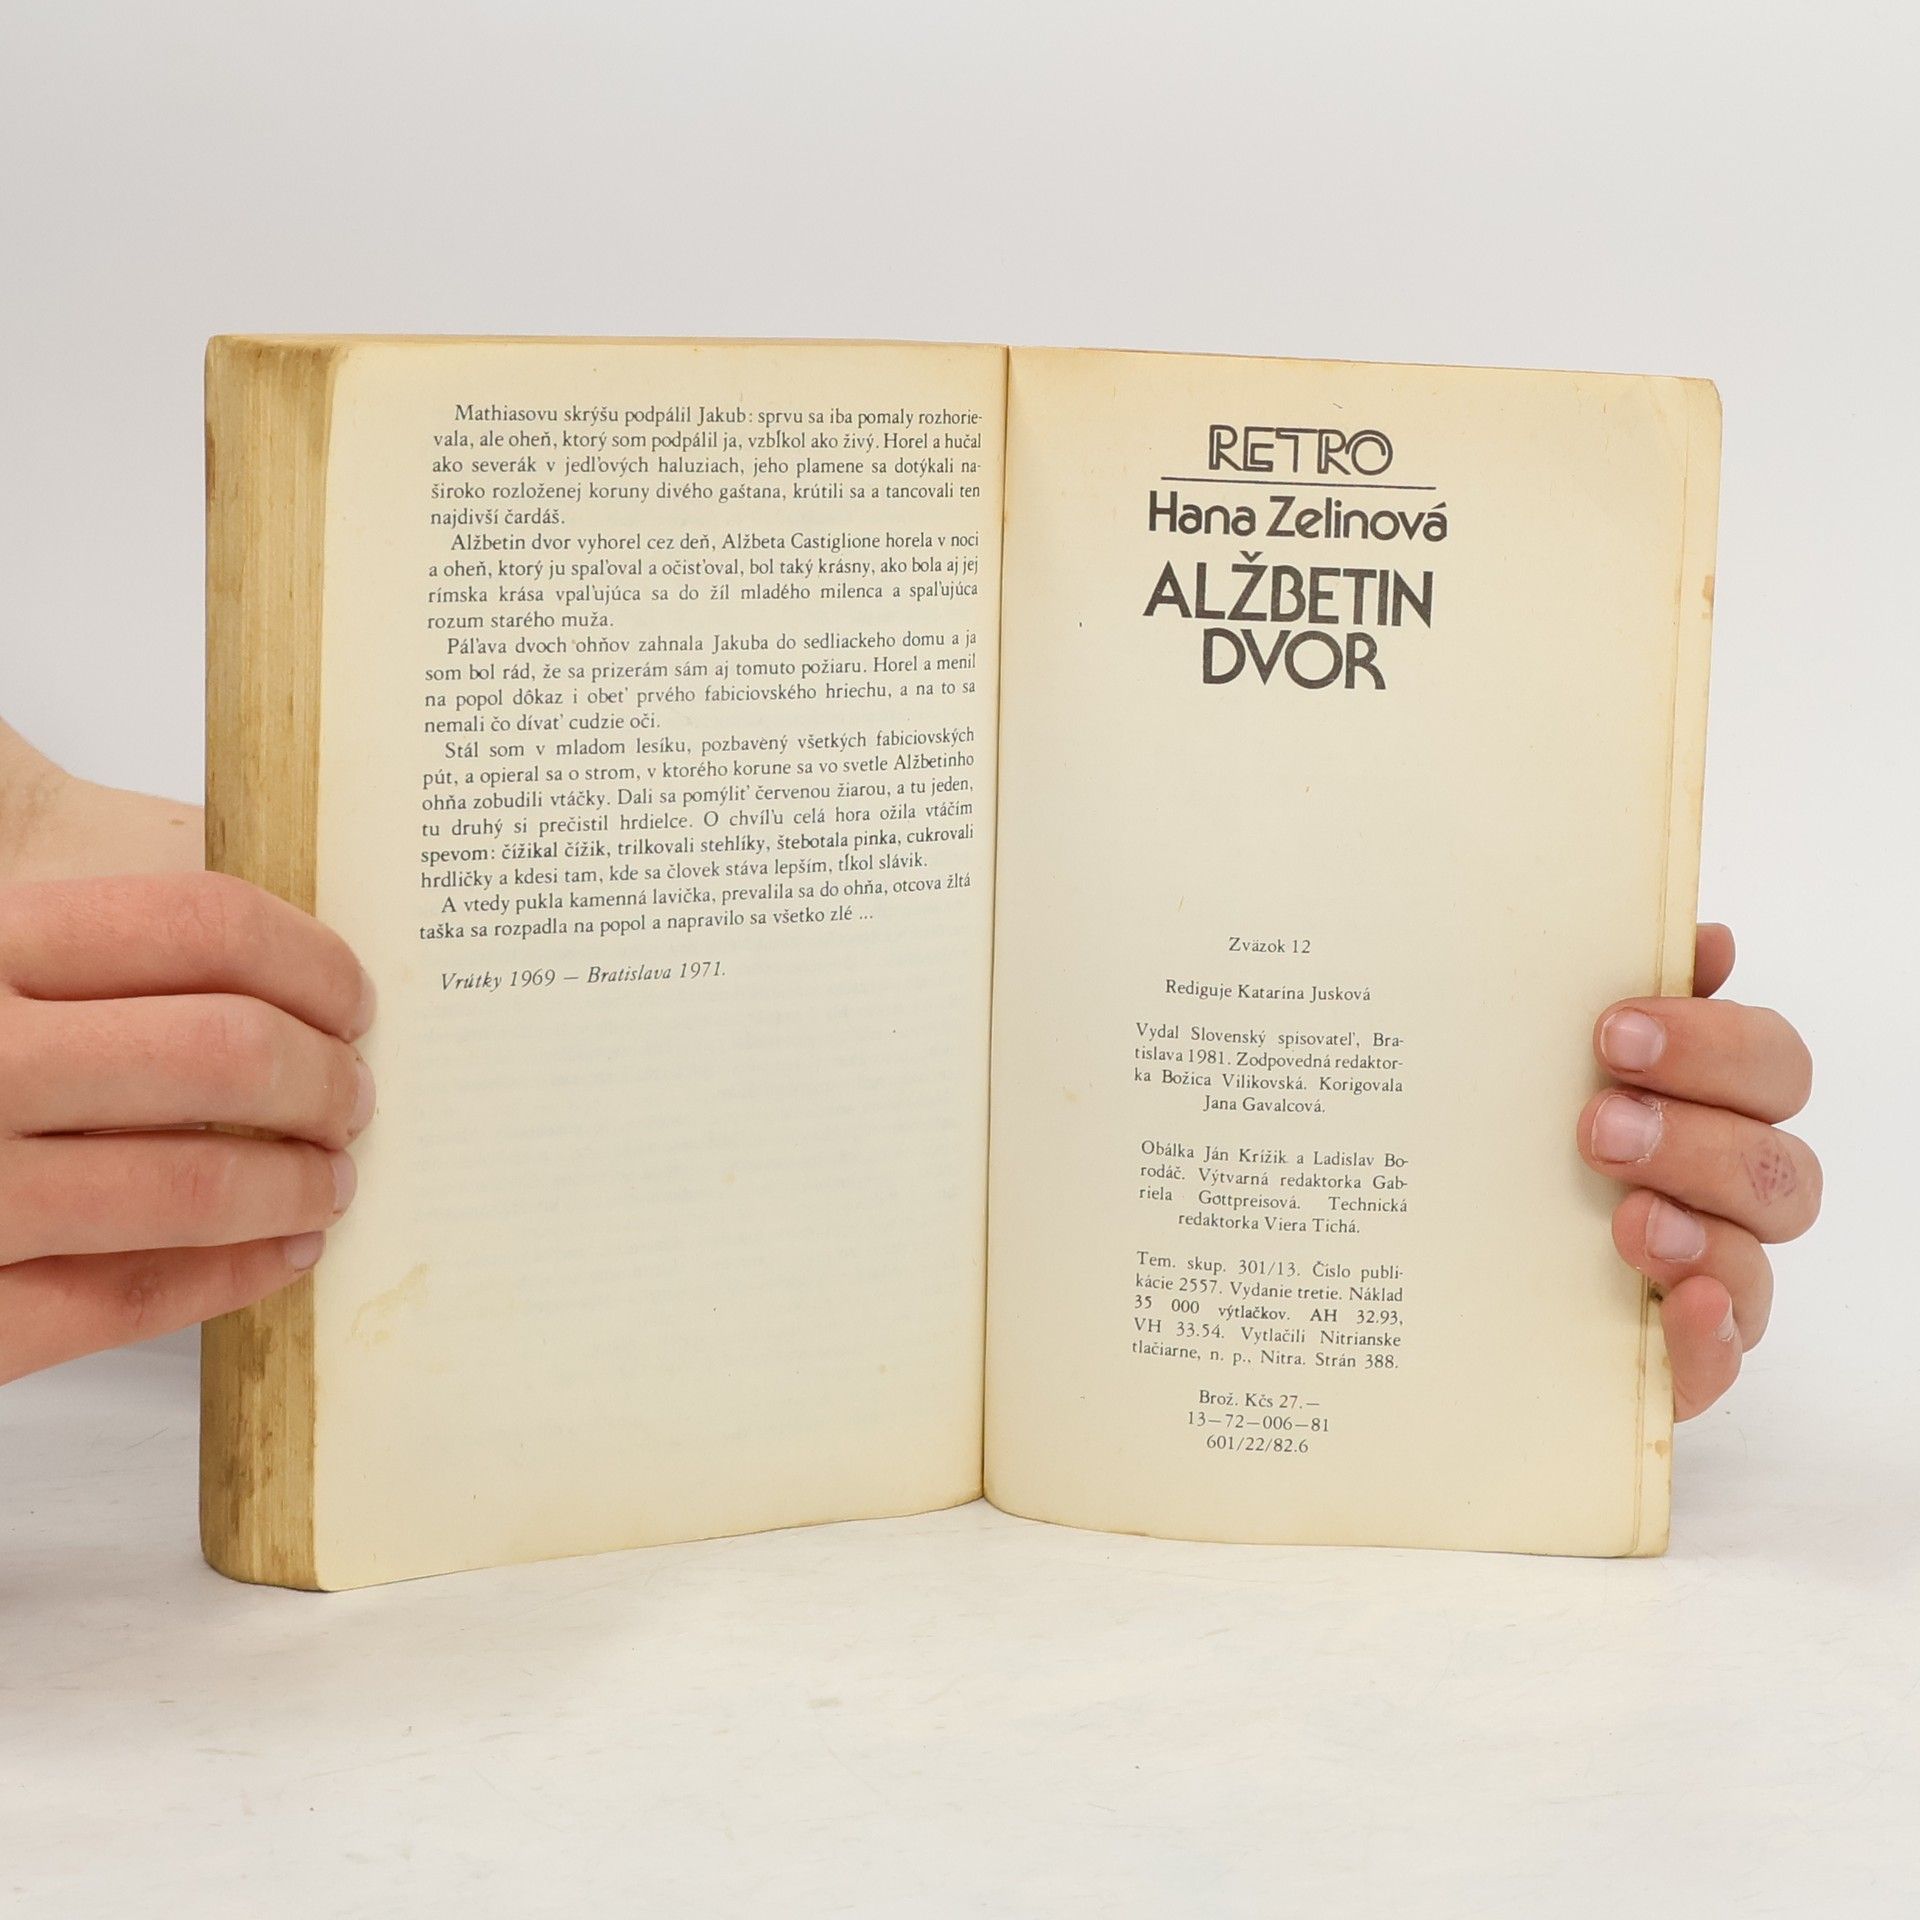 Mathiasovu skrýšu podpálil Jakub: sprvu sa iba pomaly rozhorie-
vala, ale oheň, ktorý som podpálil ja, vzbĺkol ako živý. Horel a hučal
ako severák v jedľových haluziach, jeho plamene sa dotýkali na-
široko rozloženej koruny divého gaštana, krútili sa a tancovali ten
najdivší čardáš.
Alžbetin dvor vyhorel cez deň, Alžbeta Castiglione horela v noci
a oheň, ktorý ju spaľoval a očisťoval, bol taký krásny, ako bola aj jej
rímska krása vpaľujúca sa do žíl mladého milenca a spaľujúca
rozum starého muža.
Páľava dvoch ohňov zahnala Jakuba do sedliackeho domu a ja
som bol rád, že sa prizerám sám aj tomuto požiaru. Horel a menil
na popol dôkaz i obeť prvého fabiciovského hriechu, a na to sa
nemali čo dívať cudzie oči.
Stál som v mladom lesíku, pozbavený všetkých fabiciovských
pút, a opieral sa o strom, v ktorého korune sa vo svetle Alžbetinho
ohňa zobudili vtáčky. Dali sa pomýliť červenou žiarou, a tu jeden,
tu druhý si prečistil hrdielce. O chvíľu celá hora ožila vtáčím
spevom: čížikal čížik, trilkovali stehlíky, štebotala pinka, cukrovali
hrdličky a kdesi tam, kde sa človek stáva lepším, tĺkol slávik.
A vtedy pukla kamenná lavička, prevalila sa do ohňa, otcova žltá
taška sa rozpadla na popol a napravilo sa všetko zlé ...
Vrútky 1969 — Bratislava 1971.
RETRO
Hana Zelinová
ALŽBETIN
DVOR
Zväzok 12
Rediguje Katarína Jusková
Vydal Slovenský spisovateľ, Bra-
tislava 1981. Zodpovedná redaktor-
ka Božica Vilikovská. Korigovala
Jana Gavalcová.
Obálka Ján Krížik a Ladislav Bo-
rodáč. Výtvarná redaktorka Gab-
riela Gottpreisová. Technická
redaktorka Viera Tichá.
Tem. skup. 301/13. Číslo publi-
kácie 2557. Vydanie tretie. Náklad
35 000 výtlačkov. AH 32.93,
VH 33.54. Vytlačili Nitrianske
tlačiarne, n. p., Nitra. Strán 388.
Brož. Kčs 27.—
13—72—006—81
601/22/82.6